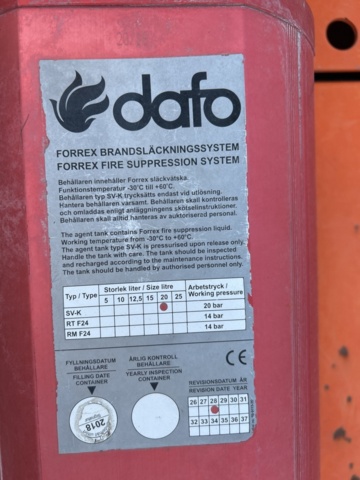 dafo
FORREX BRANDSLÄCKNINGSSYSTEM
FORREX FIRE SUPPRESSION SYSTEM
Behållaren innehåller Forrex släckvätska.
Funktionstemperatur -30°C till +60°C.
Behållaren typ SV-K trycksätts endast vid utlösning.
Hantera behållaren varsamt. Behållaren skall kontrolleras
och omladdas enligt anläggningens skötselinstruktioner.
Behållaren skall alltid hanteras av auktoriserad personal.
The agent tank contains Forrex fire suppression liquid.
Working temperature from -30°C to +60°C.
The agent tank type SV-K is pressurised upon release only.
Handle the tank with care. The tank should be inspected
and recharged according to the maintenance instructions.
The tank should be handled by authorised personnel only.
Typ / Type Storlek liter / Size litre Arbetstryck / Working pressure
5 10 12,5 15 20 25
SV-K 20 bar
RT F24 14 bar
RM F24 14 bar
FYLLNINGSDATUM
BEHÅLLARE
FILLING DATE
CONTAINER
2018
ÅRLIG KONTROLL
BEHÅLLARE
YEARLY INSPECTION
CONTAINER
CE
REVISIONSDATUM ÅR
REVISION DATE YEAR
26 27 28 29 30 31
32 33 34 35 36 37